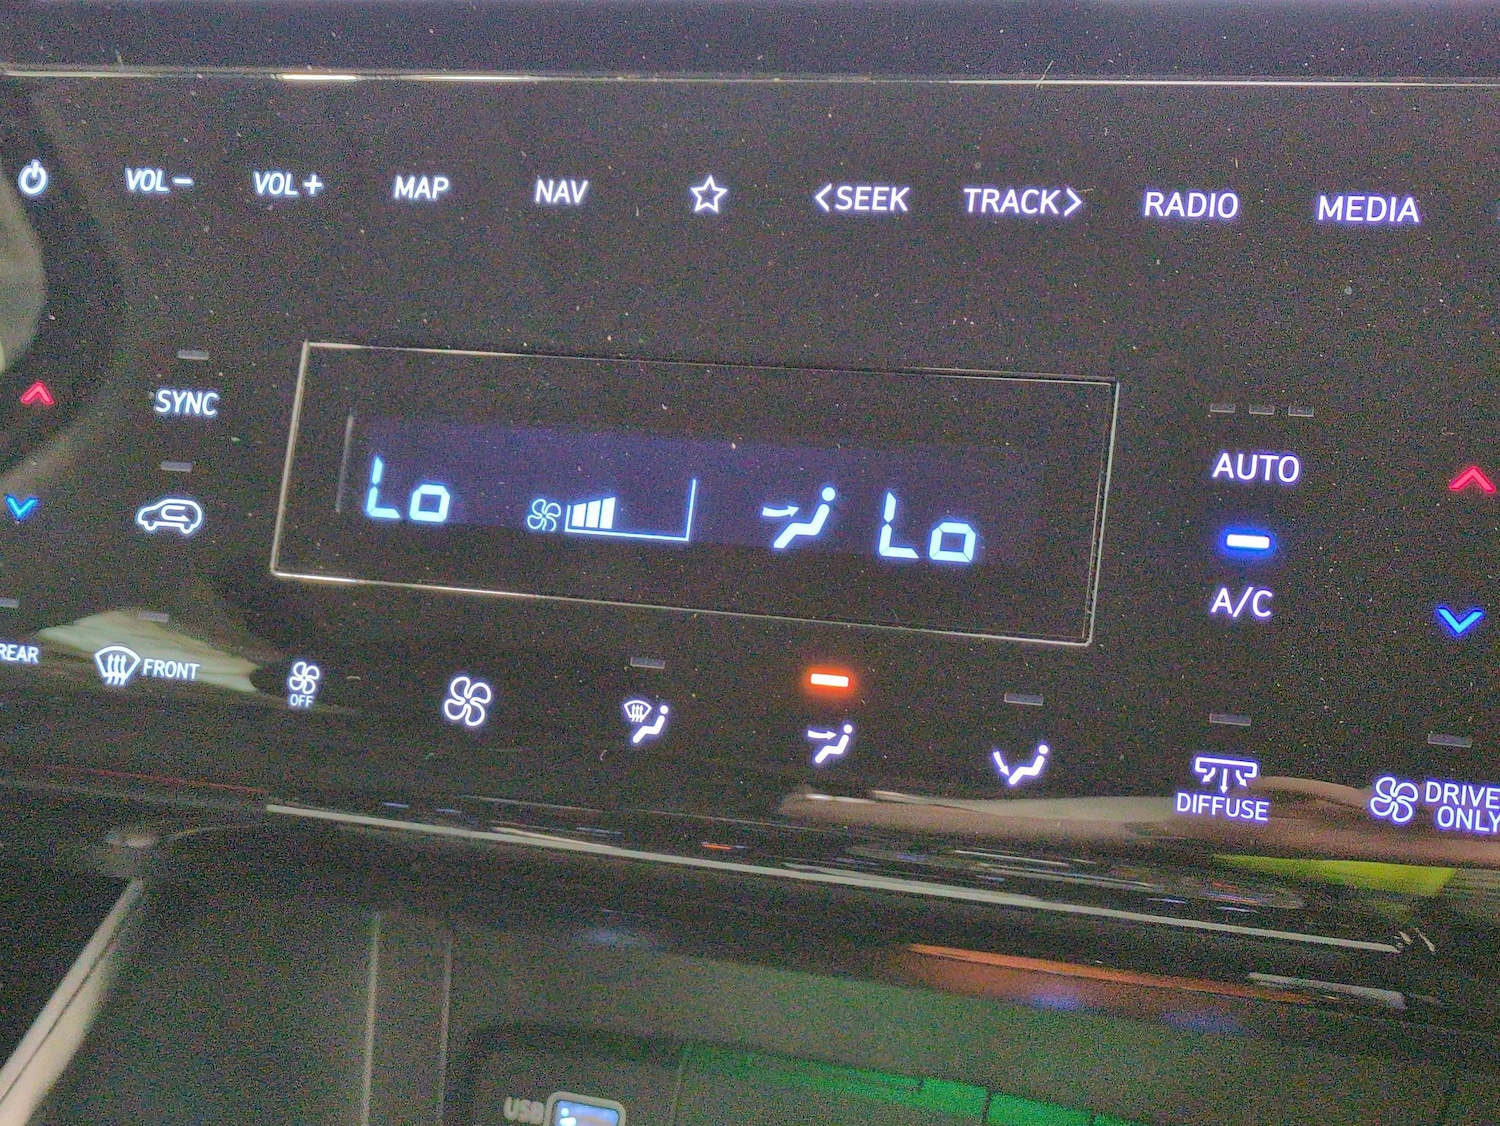 VOL −
VOL +
MAP
NAV
<SEEK
TRACK>
RADIO
MEDIA
SYNC
Lo
Lo
AUTO
A/C
REAR
FRONT
OFF
DIFFUSE
DRIVE
ONLY
USB